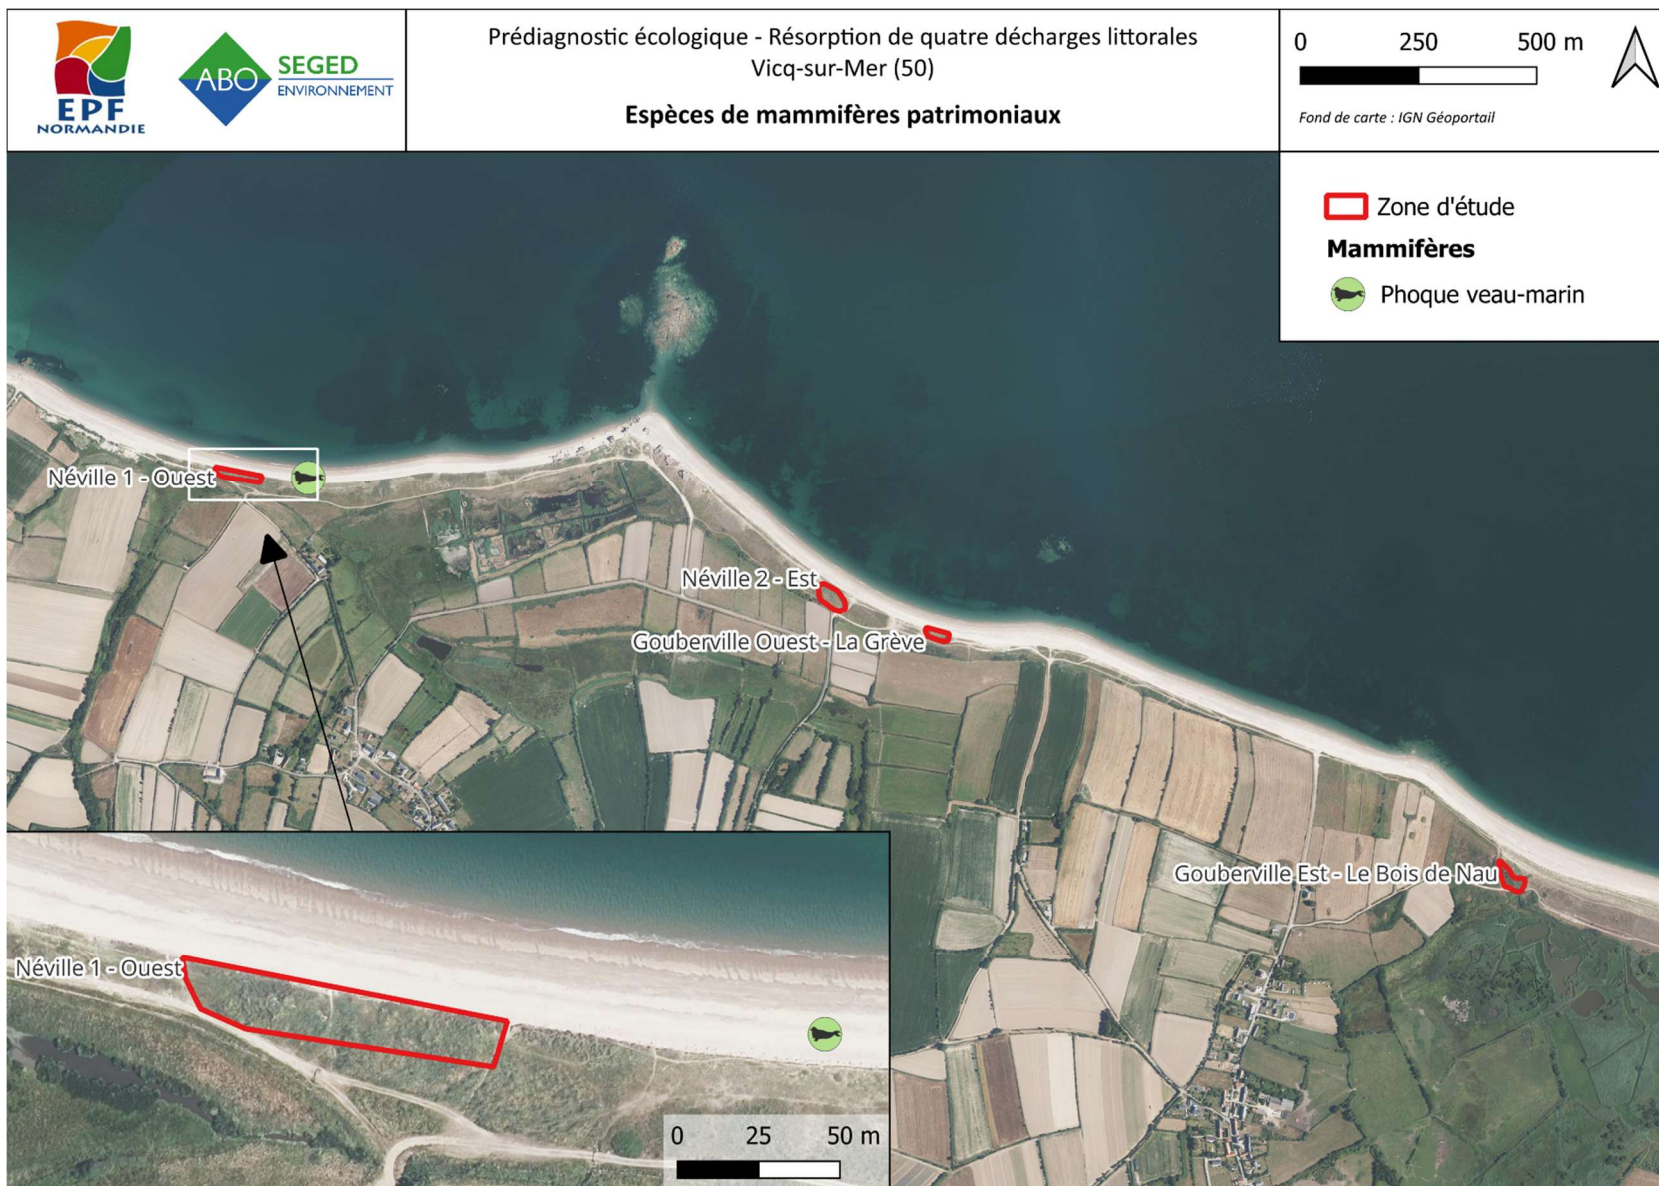 EPF
NORMANDIE
ABO
SEGED
ENVIRONNEMENT
Prédiagnostic écologique - Résorption de quatre décharges littorales
Vicq-sur-Mer (50)
Espèces de mammifères patrimoniaux
0 250 500 m
Fond de carte : IGN Géoportail
Zone d'étude
Mammifères
Phoque veau-marin
Néville 1 - Ouest
Néville 2 - Est
Gouberville Ouest - La Grève
Gouberville Est - Le Bois de Nau
Néville 1 - Ouest
0 25 50 m